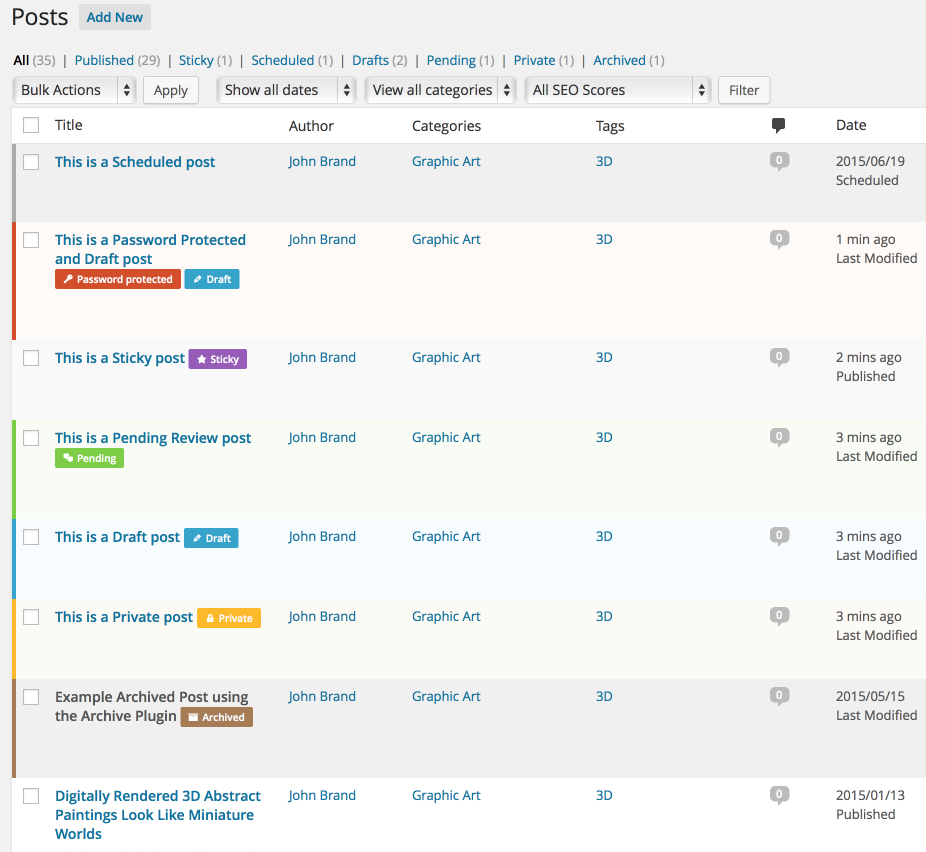 Posts Add New
All (35) | Published (29) | Sticky (1) | Scheduled (1) | Drafts (2) | Pending (1) | Private (1) | Archived (1)
Bulk Actions Apply Show all dates View all categories All SEO Scores Filter
Title Author Categories Tags Date
This is a Scheduled post John Brand Graphic Art 3D 0 2015/06/19
Scheduled
This is a Password Protected John Brand Graphic Art 3D 0 1 min ago
and Draft post Last Modified
Password protected Draft
This is a Sticky post Sticky John Brand Graphic Art 3D 0 2 mins ago
Published
This is a Pending Review post John Brand Graphic Art 3D 0 3 mins ago
Pending Last Modified
This is a Draft post Draft John Brand Graphic Art 3D 0 3 mins ago
Last Modified
This is a Private post Private John Brand Graphic Art 3D 0 3 mins ago
Last Modified
Example Archived Post using John Brand Graphic Art 3D 0 2015/05/15
the Archive Plugin Archived Last Modified
Digitally Rendered 3D Abstract John Brand Graphic Art 3D 0 2015/01/13
Paintings Look Like Miniature Published
Worlds